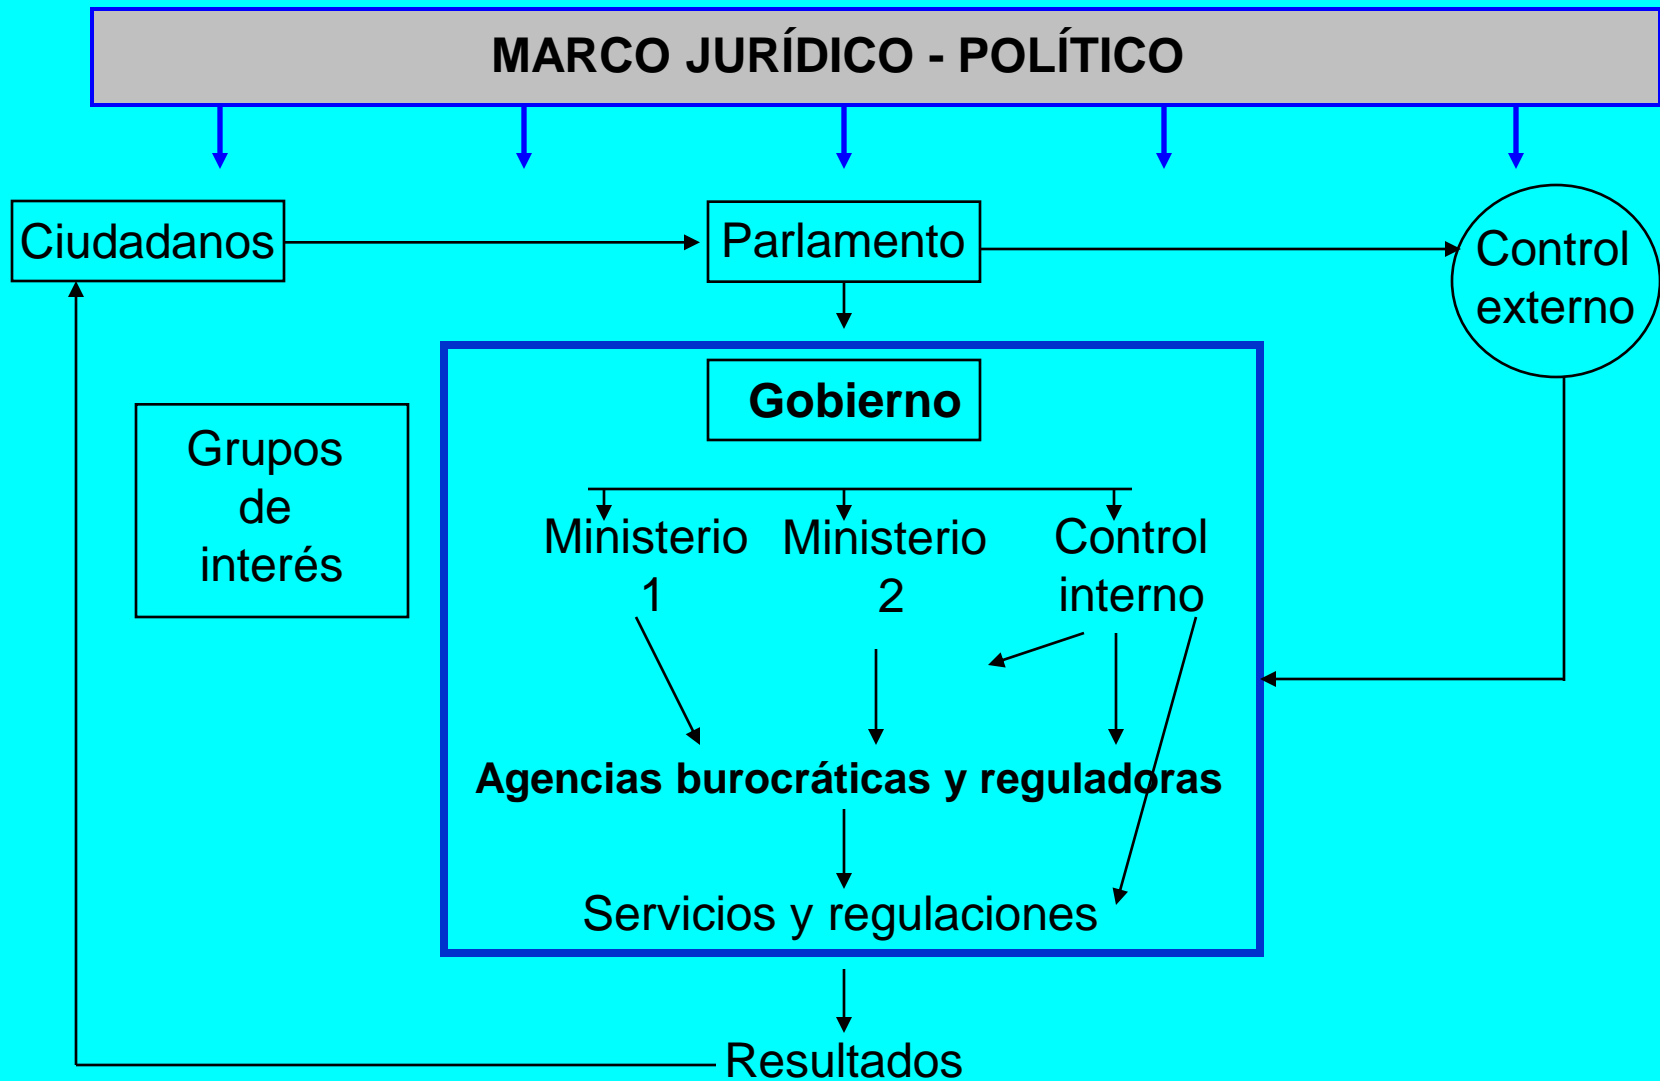 MARCO JURÍDICO - POLÍTICO
Ciudadanos
Parlamento
Control
externo
Gobierno
Grupos
de
interés
Ministerio
1
Ministerio
2
Control
interno
Agencias burocráticas y reguladoras
Servicios y regulaciones
Resultados